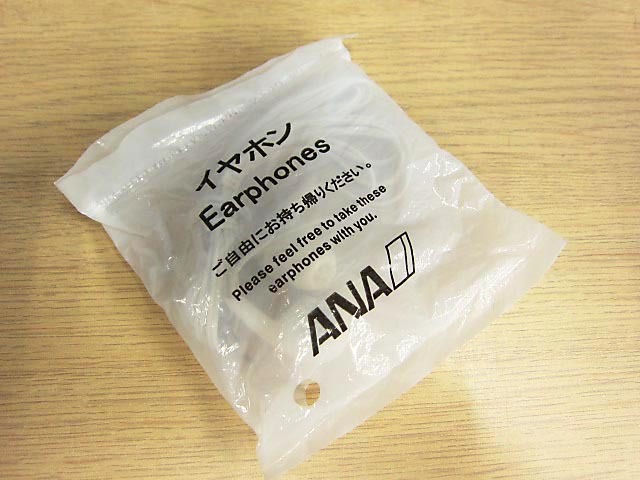 イヤホン
Earphones
ご自由にお持ち帰りください。
Please feel free to take these
earphones with you.
ANA